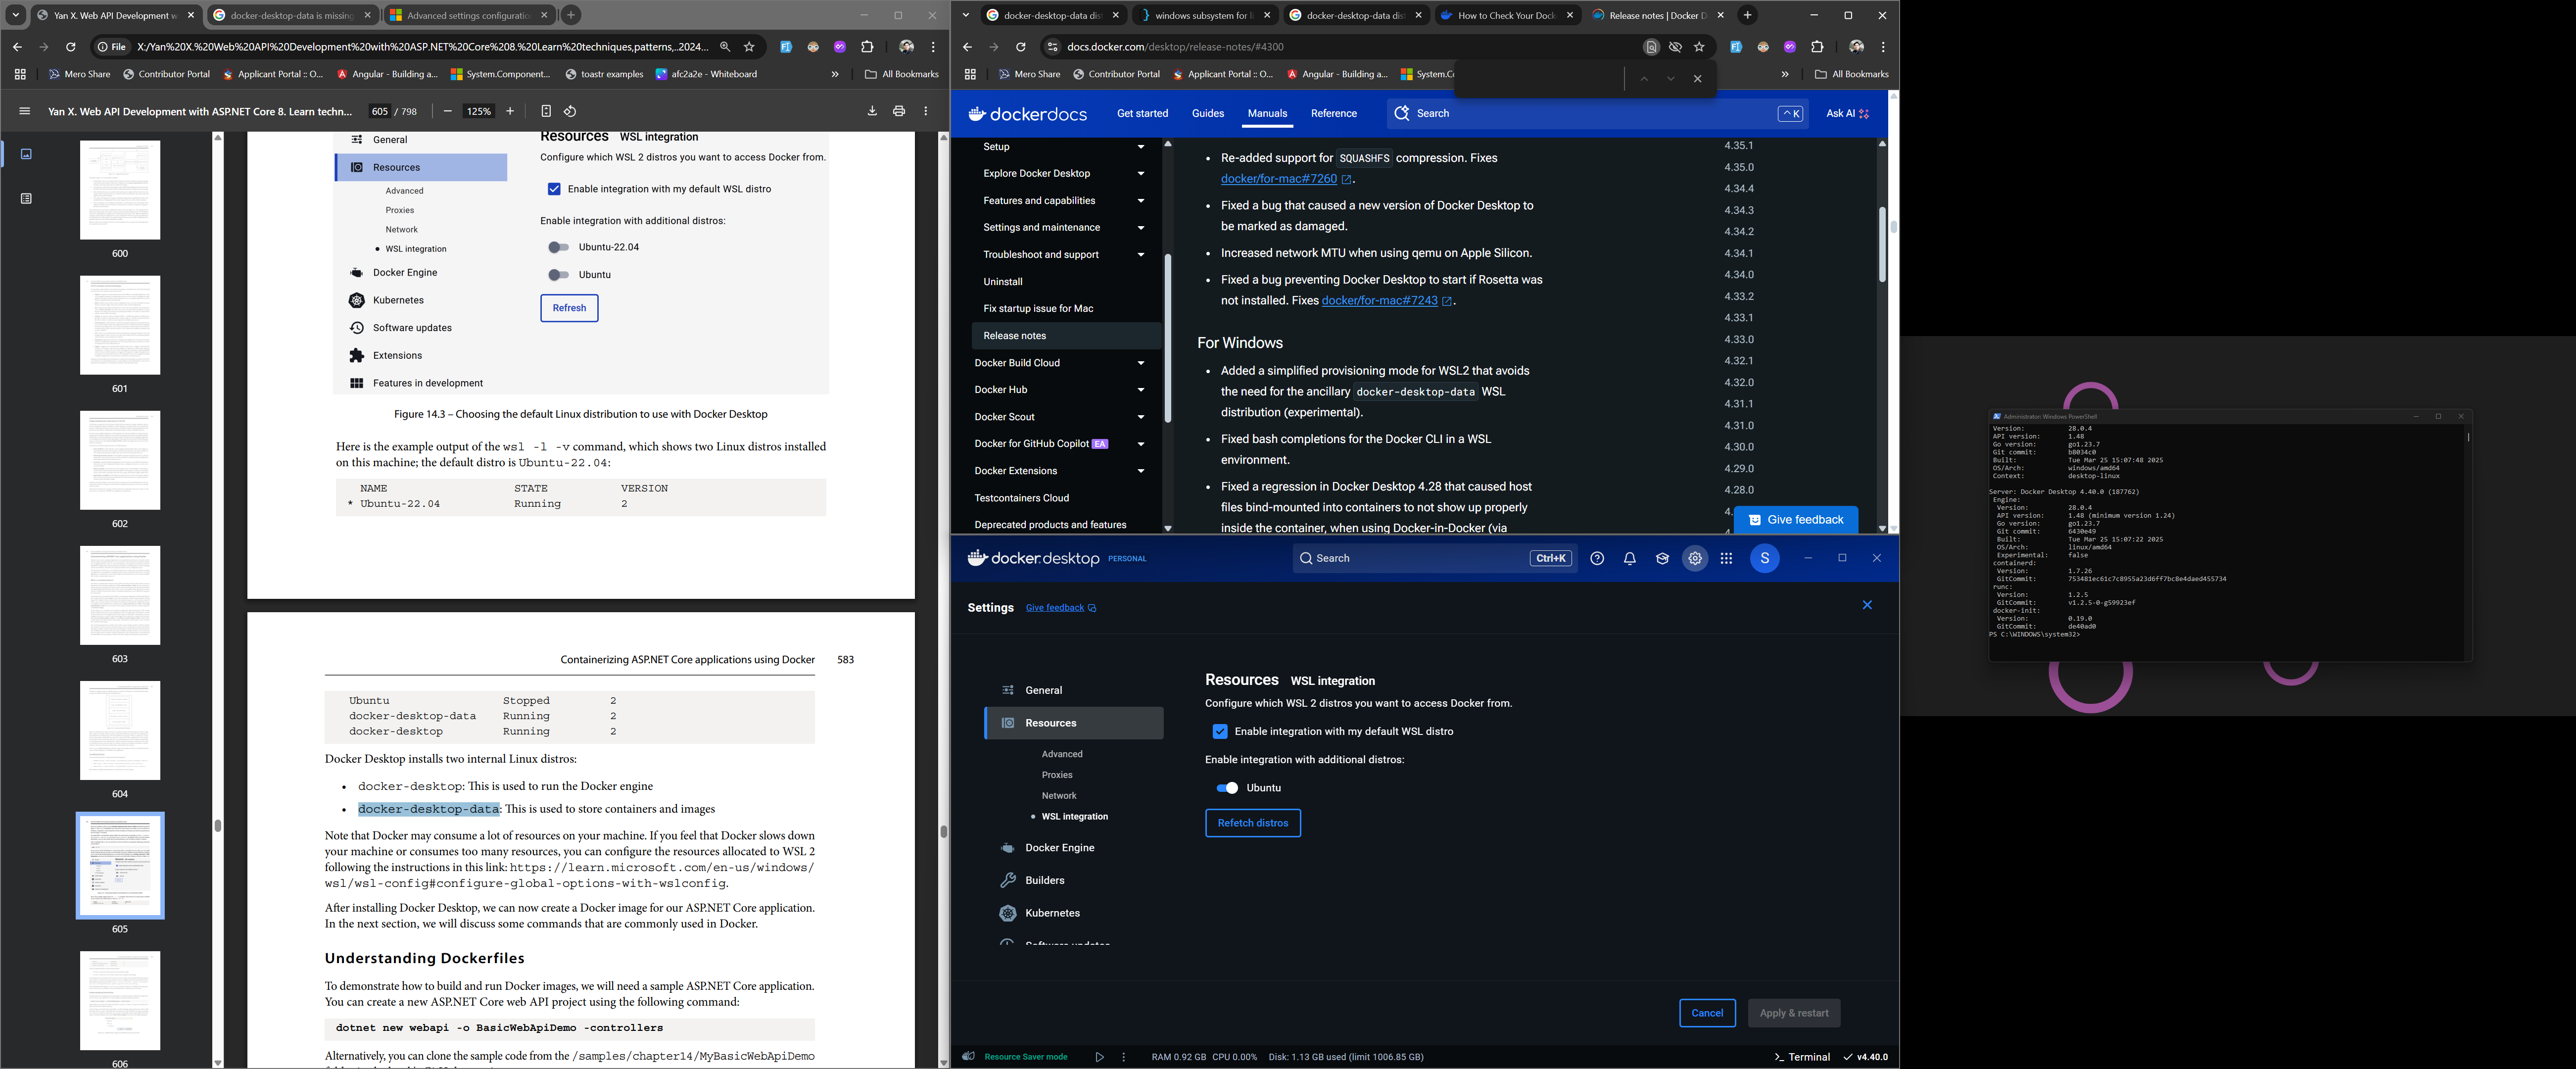 Yan X. Web API Development w
docker-desktop-data is missing
Advanced settings configuratio
File
X:/Yan%20X.%20Web%20API%20Development%20with%20ASP.NET%20Core%208.%20Learn%20techniques,patterns,..2024...
Mero Share
Contributor Portal
Applicant Portal :: O...
Angular - Building a...
System.Component...
toastr examples
afc2a2e - Whiteboard
»
All Bookmarks
Yan X. Web API Development with ASP.NET Core 8. Learn techn...
605 / 798
125%
600
601
602
603
604
605
606
General
Resources
Advanced
Proxies
Network
WSL integration
Docker Engine
Kubernetes
Software updates
Extensions
Features in development
Resources WSL integration
Configure which WSL 2 distros you want to access Docker from.
Enable integration with my default WSL distro
Enable integration with additional distros:
Ubuntu-22.04
Ubuntu
Refresh
Figure 14.3 – Choosing the default Linux distribution to use with Docker Desktop
Here is the example output of the wsl -l -v command, which shows two Linux distros installed
on this machine; the default distro is Ubuntu-22.04:
NAME STATE VERSION
* Ubuntu-22.04 Running 2
Containerizing ASP.NET Core applications using Docker 583
Ubuntu Stopped 2
docker-desktop-data Running 2
docker-desktop Running 2
Docker Desktop installs two internal Linux distros:
• docker-desktop: This is used to run the Docker engine
• docker-desktop-data: This is used to store containers and images
Note that Docker may consume a lot of resources on your machine. If you feel that Docker slows down
your machine or consumes too many resources, you can configure the resources allocated to WSL 2
following the instructions in this link: https://learn.microsoft.com/en-us/windows/
wsl/wsl-config#configure-global-options-with-wslconfig.
After installing Docker Desktop, we can now create a Docker image for our ASP.NET Core application.
In the next section, we will discuss some commands that are commonly used in Docker.
Understanding Dockerfiles
To demonstrate how to build and run Docker images, we will need a sample ASP.NET Core application.
You can create a new ASP.NET Core web API project using the following command:
dotnet new webapi -o BasicWebApiDemo -controllers
Alternatively, you can clone the sample code from the /samples/chapter14/MyBasicWebApiDemo
docker-desktop-data dis
windows subsystem for l
docker-desktop-data dis
How to Check Your Dock
Release notes | Docker D
docs.docker.com/desktop/release-notes/#4300
Mero Share
Contributor Portal
Applicant Portal :: O...
Angular - Building a...
System.Co
»
All Bookmarks
dockerdocs
Get started
Guides
Manuals
Reference
Search
^ K
Ask AI
Setup
Explore Docker Desktop
Features and capabilities
Settings and maintenance
Troubleshoot and support
Uninstall
Fix startup issue for Mac
Release notes
Docker Build Cloud
Docker Hub
Docker Scout
Docker for GitHub Copilot EA
Docker Extensions
Testcontainers Cloud
Deprecated products and features
• Re-added support for SQUASHFS compression. Fixes
docker/for-mac#7260 .
• Fixed a bug that caused a new version of Docker Desktop to
be marked as damaged.
• Increased network MTU when using qemu on Apple Silicon.
• Fixed a bug preventing Docker Desktop to start if Rosetta was
not installed. Fixes docker/for-mac#7243 .
For Windows
• Added a simplified provisioning mode for WSL2 that avoids
the need for the ancillary docker-desktop-data WSL
distribution (experimental).
• Fixed bash completions for the Docker CLI in a WSL
environment.
• Fixed a regression in Docker Desktop 4.28 that caused host
files bind-mounted into containers to not show up properly
inside the container, when using Docker-in-Docker (via
4.35.1
4.35.0
4.34.4
4.34.3
4.34.2
4.34.1
4.34.0
4.33.2
4.33.1
4.33.0
4.32.1
4.32.0
4.31.1
4.31.0
4.30.0
4.29.0
4.28.0
Give feedback
docker.desktop PERSONAL
Search
Ctrl+K
S
Settings
Give feedback
General
Resources
Advanced
Proxies
Network
WSL integration
Docker Engine
Builders
Kubernetes
Software updates
Resources WSL integration
Configure which WSL 2 distros you want to access Docker from.
Enable integration with my default WSL distro
Enable integration with additional distros:
Ubuntu
Refetch distros
Cancel
Apply & restart
Resource Saver mode
RAM 0.92 GB CPU 0.00% Disk: 1.13 GB used (limit 1006.85 GB)
>_ Terminal
v4.40.0
Administrator: Windows PowerShell
Version: 28.0.4
API version: 1.48
Go version: go1.23.7
Git commit: b8034c0
Built: Tue Mar 25 15:07:48 2025
OS/Arch: windows/amd64
Context: desktop-linux
Server: Docker Desktop 4.40.0 (187762)
Engine:
Version: 28.0.4
API version: 1.48 (minimum version 1.24)
Go version: go1.23.7
Git commit: 6430e49
Built: Tue Mar 25 15:07:22 2025
OS/Arch: linux/amd64
Experimental: false
containerd:
Version: 1.7.26
GitCommit: 753481ec61c7c8955a23d6ff7bc8e4daed455734
runc:
Version: 1.2.5
GitCommit: v1.2.5-0-g59923ef
docker-init:
Version: 0.19.0
GitCommit: de40ad0
PS C:\WINDOWS\system32>